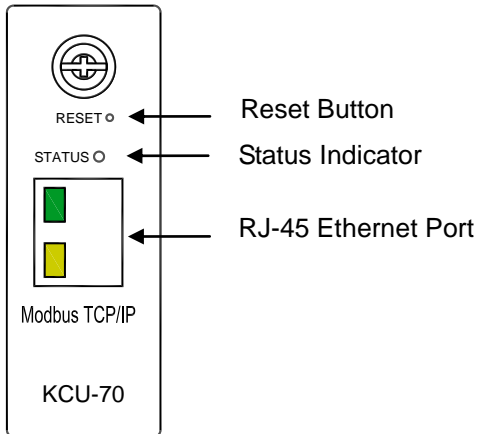 RESET
Reset Button
STATUS
Status Indicator
RJ-45 Ethernet Port
Modbus TCP/IP
KCU-70